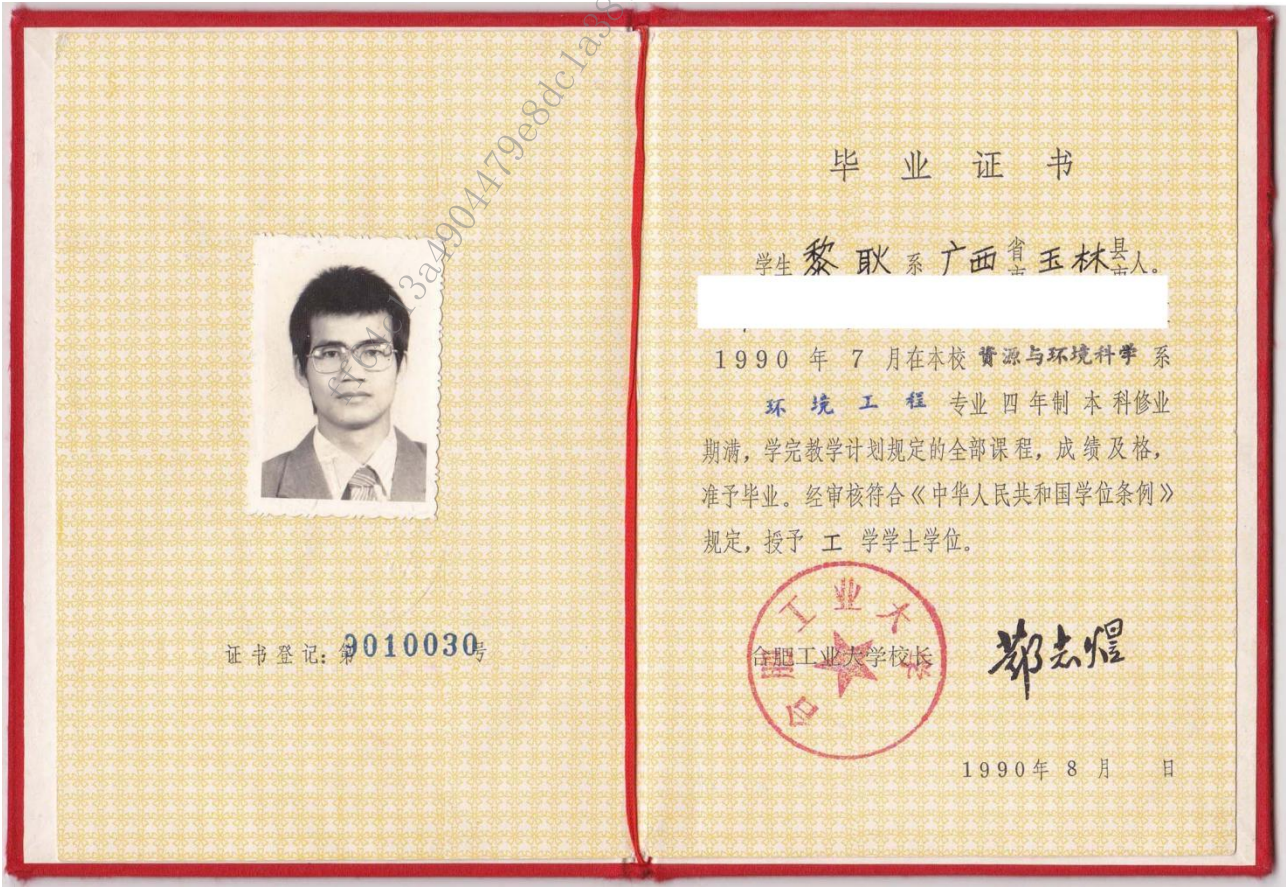 证书登记：第9010030号
毕业证书
学生 黎耿 系 广西 省市 玉林 县市 人。
1990 年 7 月在本校 資源与环境科学 系
环境工程 专业 四 年制 本 科修业
期满，学完教学计划规定的全部课程，成绩及格，
准予毕业。经审核符合《中华人民共和国学位条例》
规定，授予 工 学学士学位。
合肥工业大学
合肥工业大学校长
1990年 8 月 日